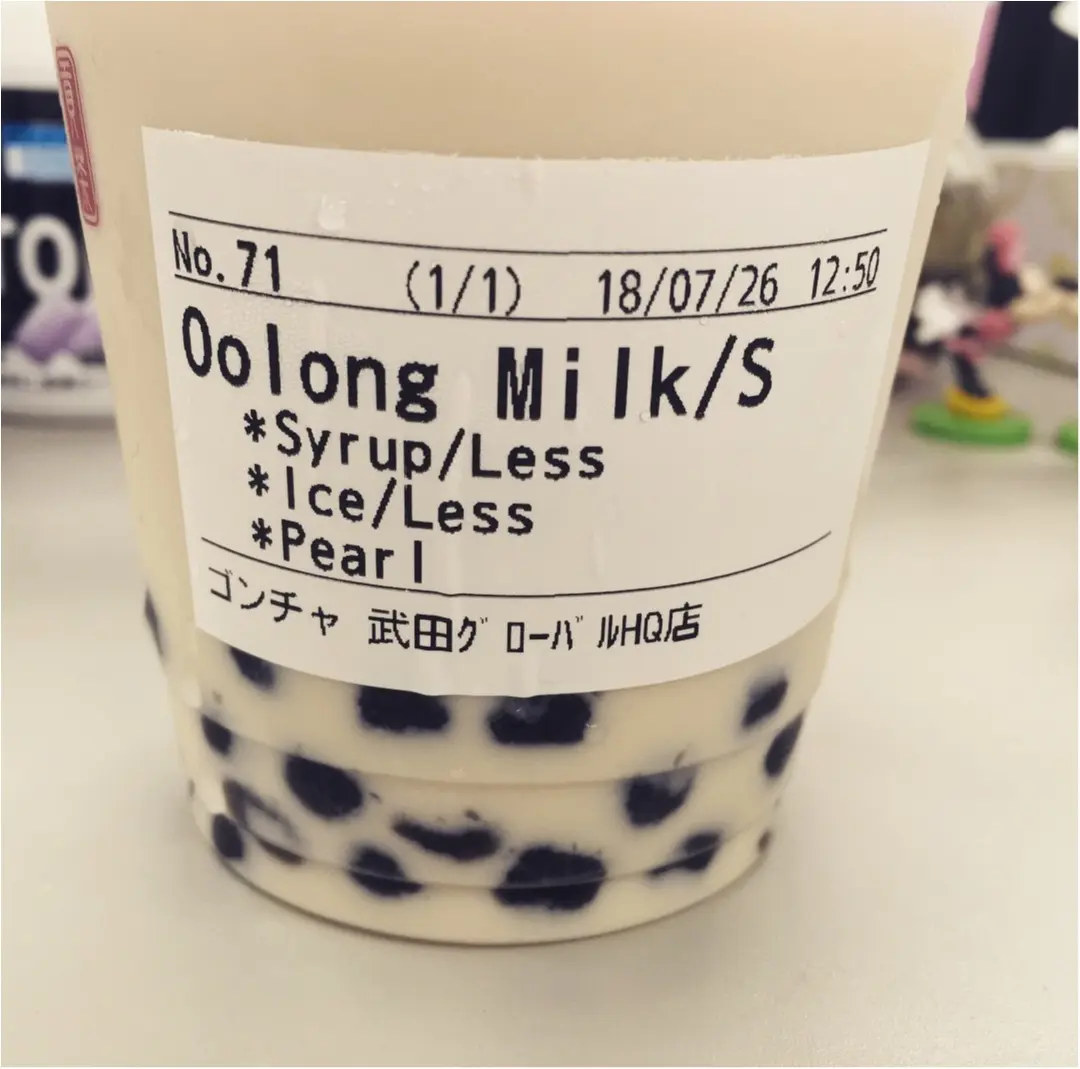 No.71 (1/1) 18/07/26 12:50
Oolong Milk/S
*Syrup/Less
*Ice/Less
*Pearl
ゴンチャ 武田グローバルHQ店